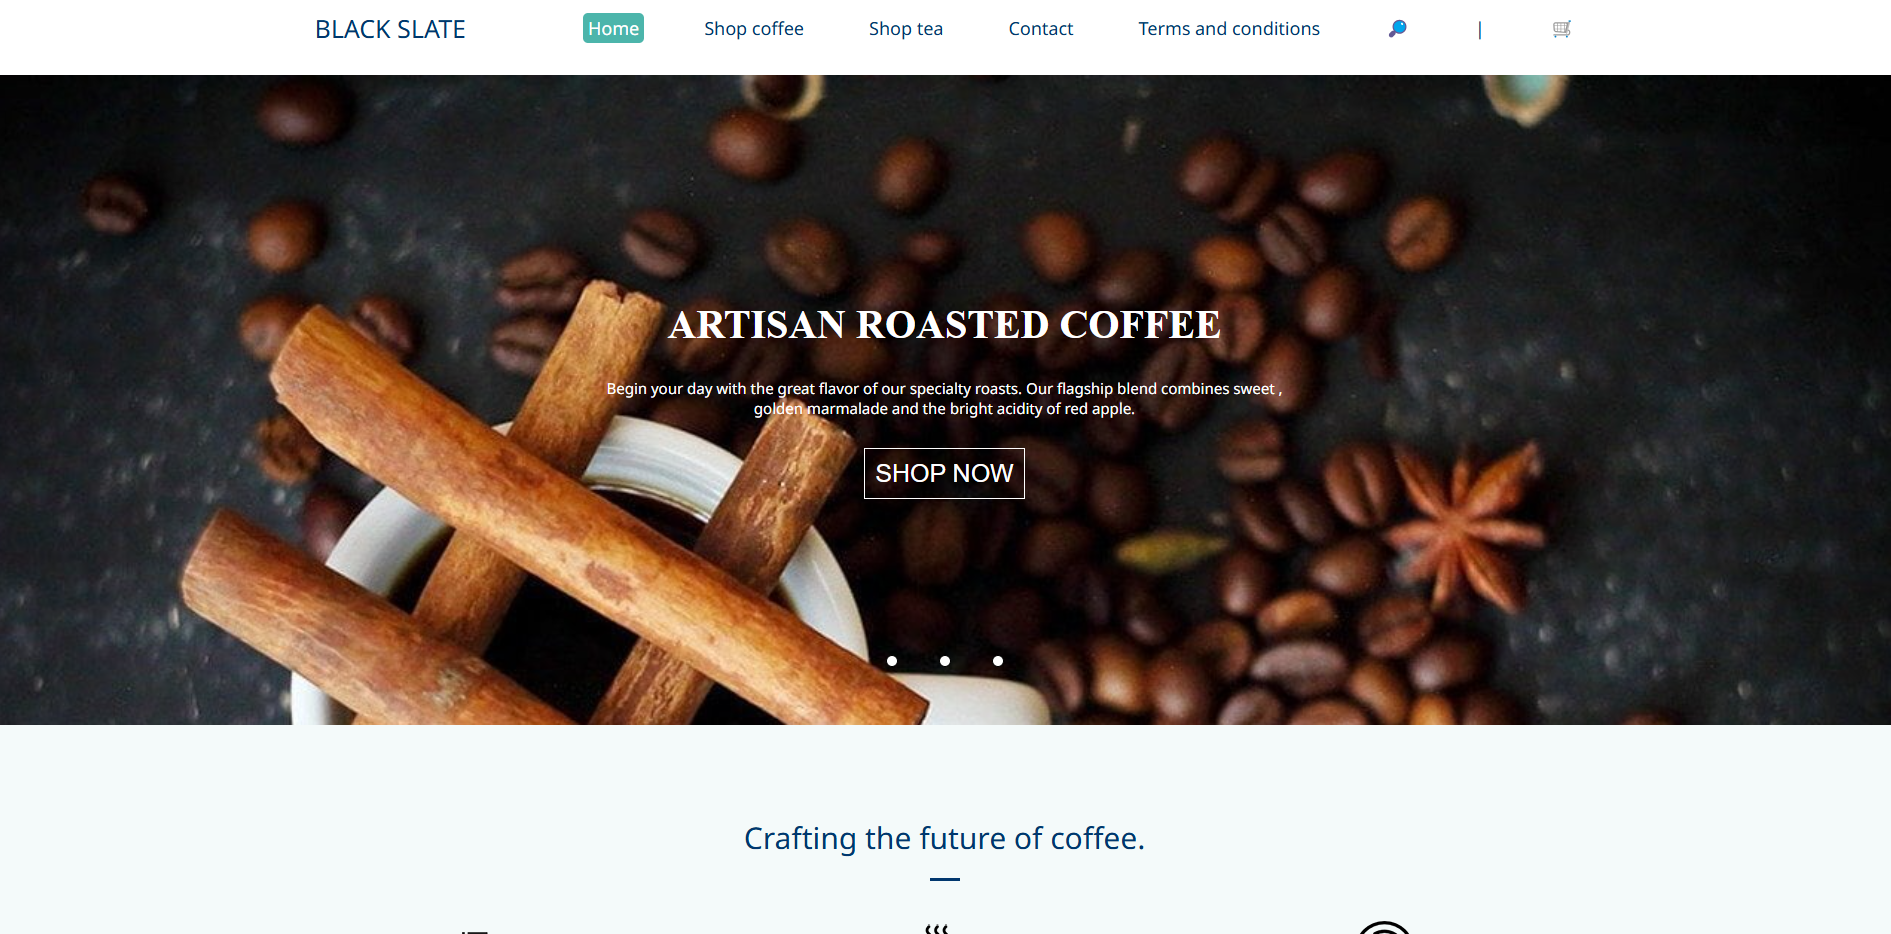 BLACK SLATE
Home
Shop coffee
Shop tea
Contact
Terms and conditions
|
ARTISAN ROASTED COFFEE
Begin your day with the great flavor of our specialty roasts. Our flagship blend combines sweet ,
golden marmalade and the bright acidity of red apple.
SHOP NOW
Crafting the future of coffee.